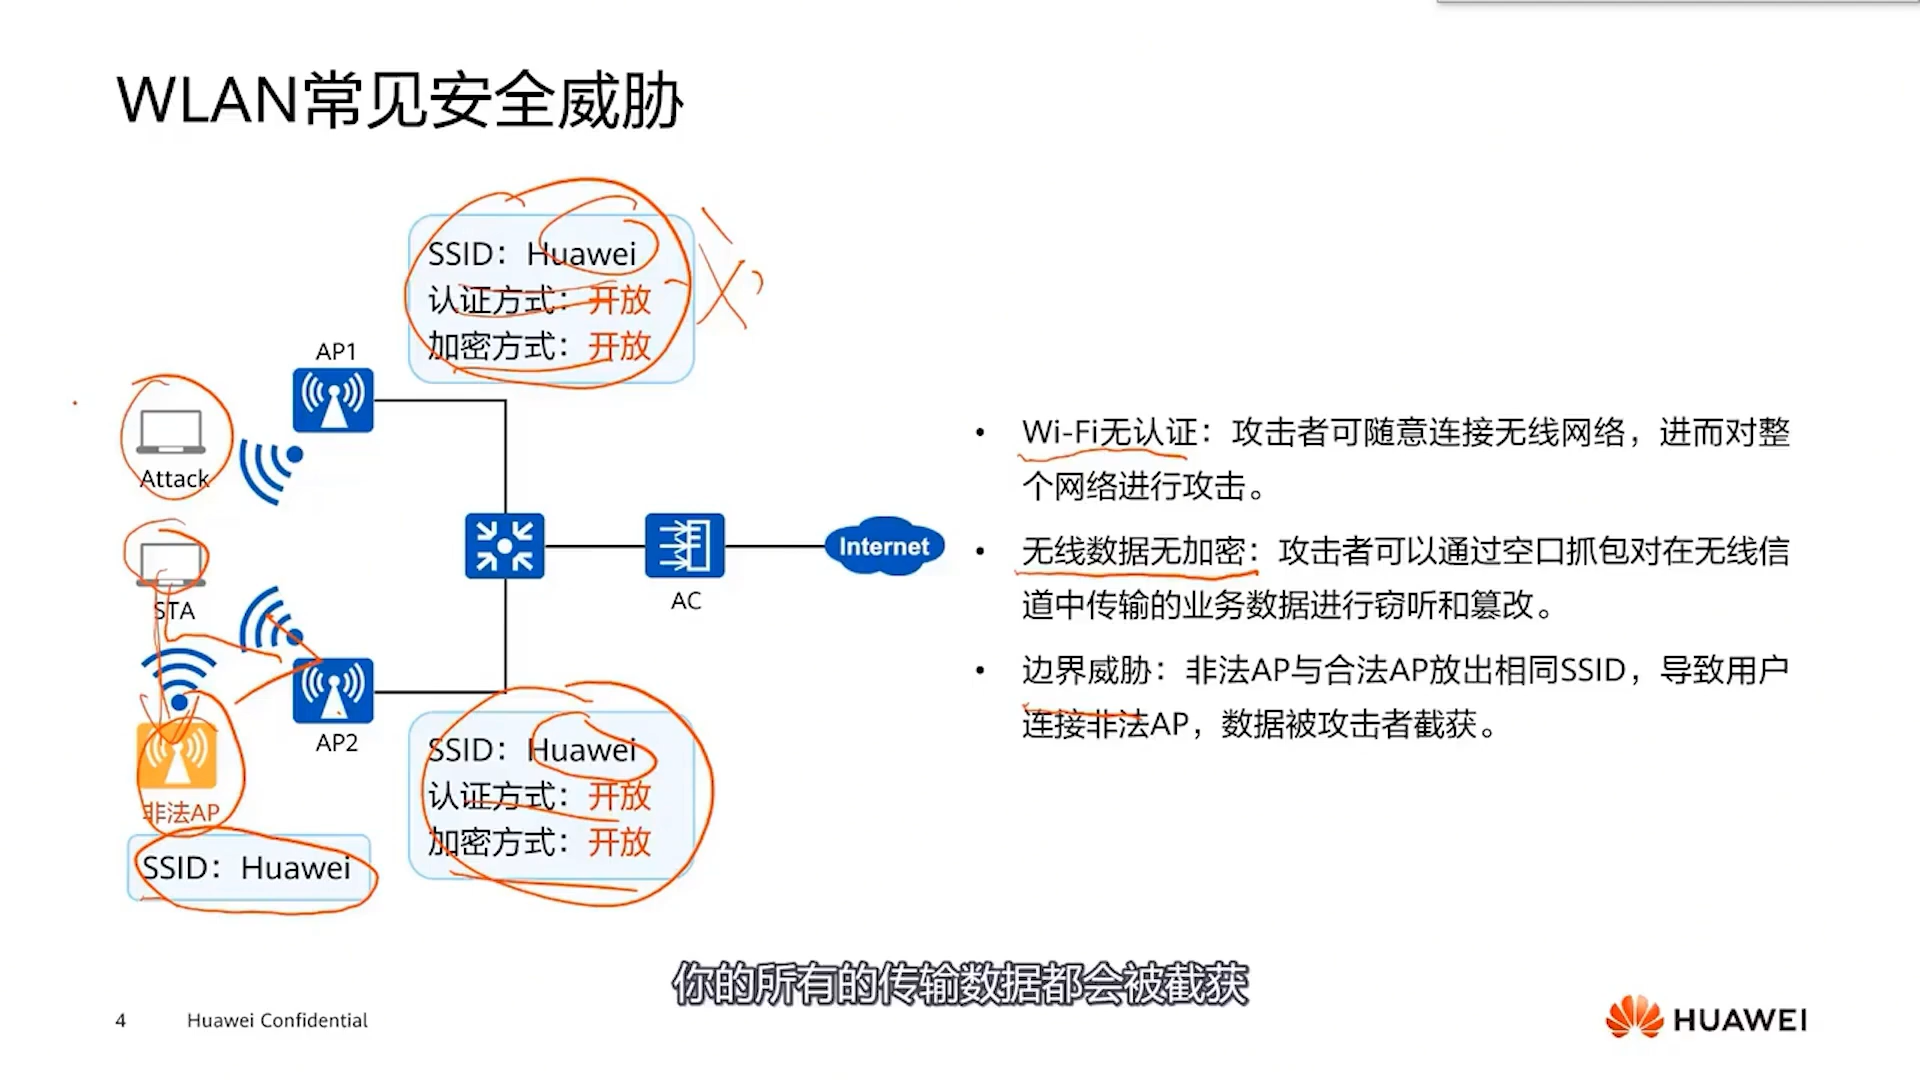 WLAN常见安全威胁
SSID：Huawei
认证方式：开放
加密方式：开放
AP1
Attack
STA
AP2
非法AP
SSID：Huawei
SSID：Huawei
认证方式：开放
加密方式：开放
AC
Internet
• Wi-Fi无认证：攻击者可随意连接无线网络，进而对整
个网络进行攻击。
• 无线数据无加密：攻击者可以通过空口抓包对在无线信
道中传输的业务数据进行窃听和篡改。
• 边界威胁：非法AP与合法AP放出相同SSID，导致用户
连接非法AP，数据被攻击者截获。
你的所有的传输数据都会被截获
4
Huawei Confidential
HUAWEI